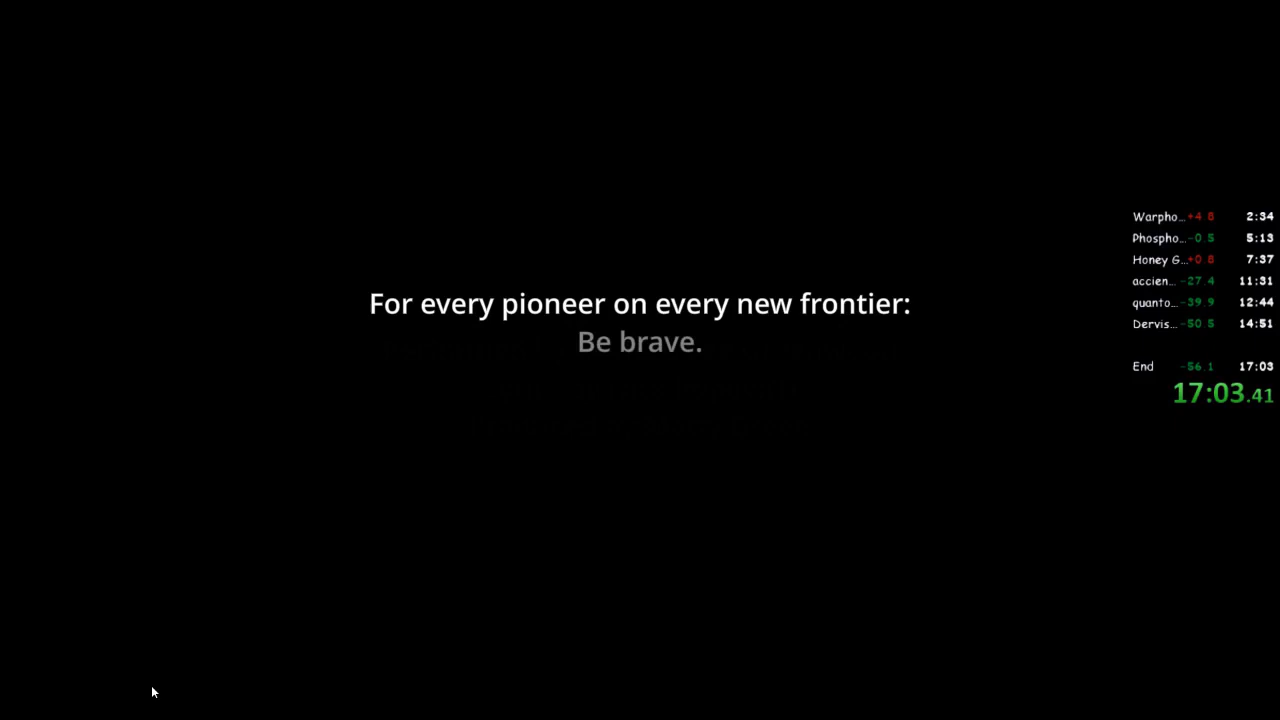 For every pioneer on every new frontier:
Be brave.
Warpho... +4.8 2:34
Phospho... -0.5 5:13
Honey G... +0.8 7:37
accien... -27.4 11:31
quanto... -39.9 12:44
Dervis... -50.5 14:51
End -56.1 17:03
17:03.41